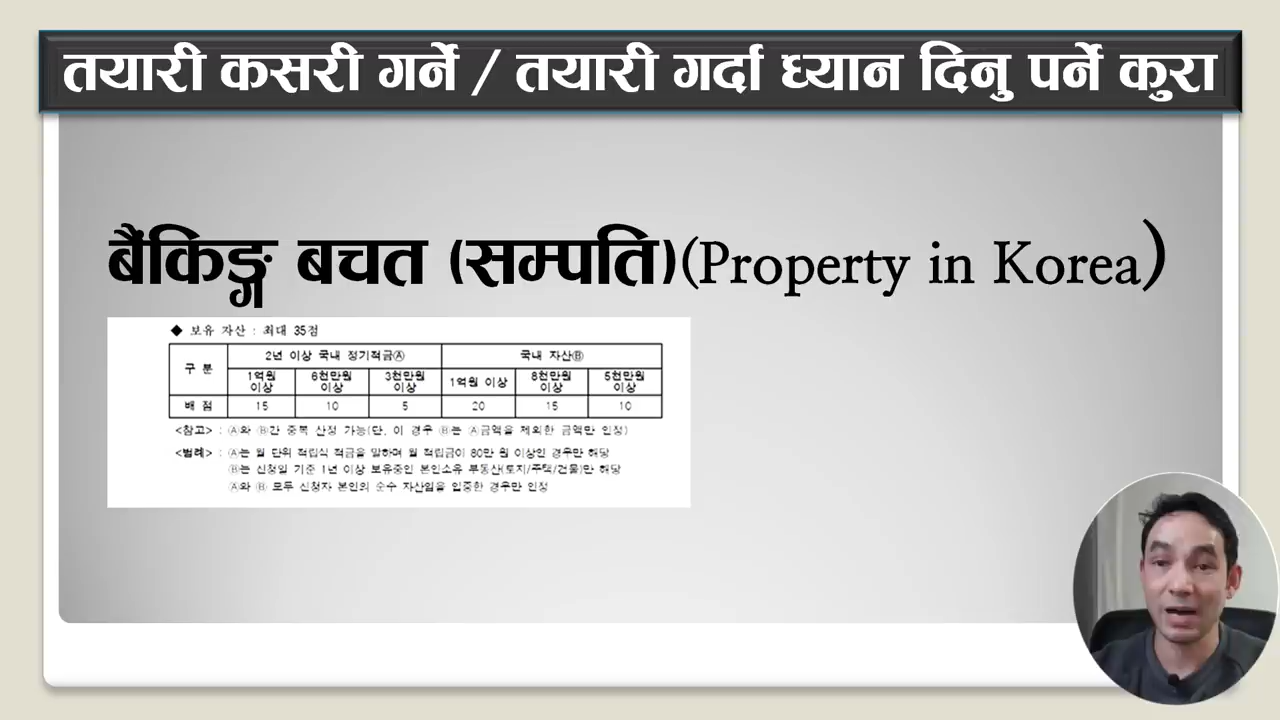 तयारी कसरी गर्ने / तयारी गर्दा ध्यान दिनु पर्ने कुरा
बैंकिङ्ग बचत (सम्पति)(Property in Korea)
◆ 보유 자산 : 최대 35점
구 분 2년 이상 국내 정기적금Ⓐ 국내 자산Ⓑ
1억원 이상 6천만원 이상 3천만원 이상 1억원 이상 8천만원 이상 5천만원 이상
배 점 15 10 5 20 15 10
<참고> : Ⓐ와 Ⓑ간 중복 산정 가능(단, 이 경우 Ⓑ는 Ⓐ금액을 제외한 금액만 인정)
<범례> : Ⓐ는 월 단위 적립식 적금을 말하며 월 적립금이 80만 원 이상인 경우만 해당
Ⓑ는 신청일 기준 1년 이상 보유중인 본인소유 부동산(토지/주택/건물)만 해당
Ⓐ와 Ⓑ 모두 신청자 본인의 순수 자산임을 입증한 경우만 인정